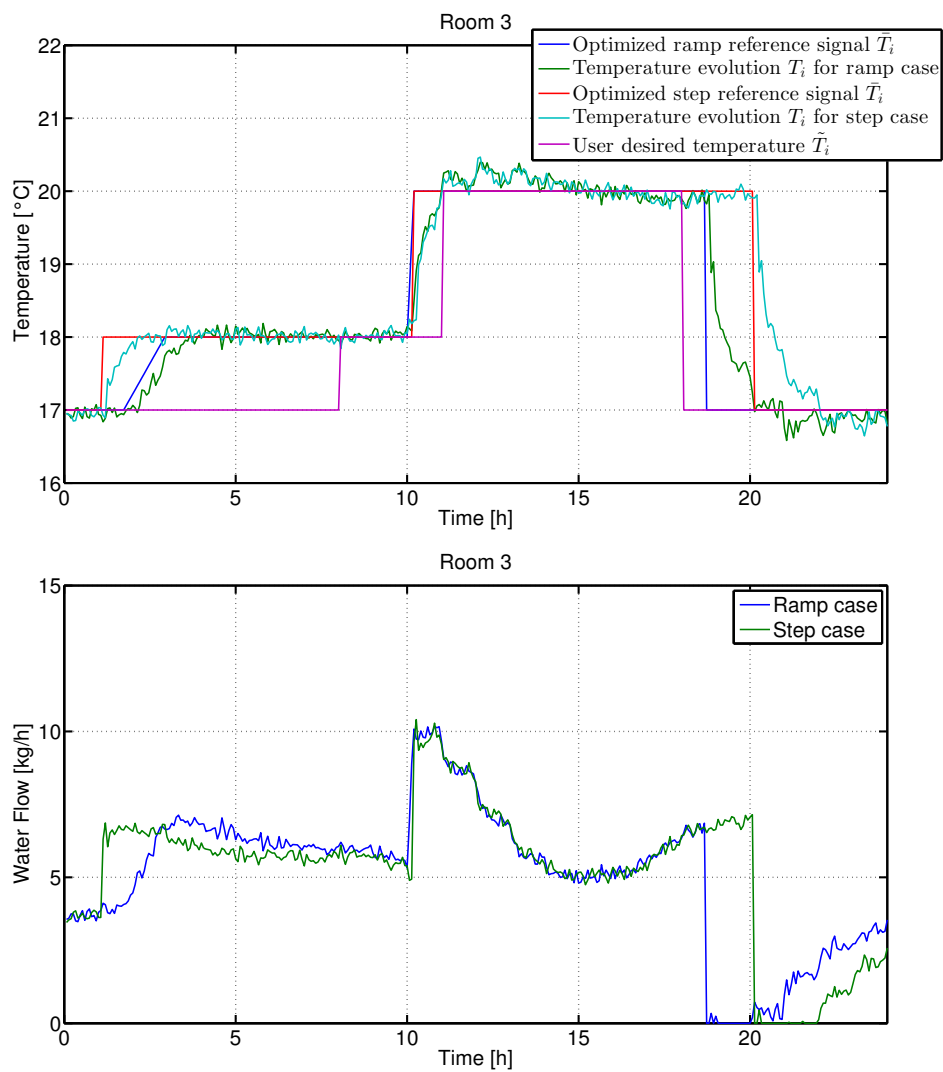 Room 3
Optimized ramp reference signal T̄ᵢ
Temperature evolution Tᵢ for ramp case
Optimized step reference signal T̄ᵢ
Temperature evolution Tᵢ for step case
User desired temperature T̃ᵢ
Temperature [°C]
22
21
20
19
18
17
16
0 5 10 15 20
Time [h]
Room 3
Ramp case
Step case
Water Flow [kg/h]
15
10
5
0
0 5 10 15 20
Time [h]